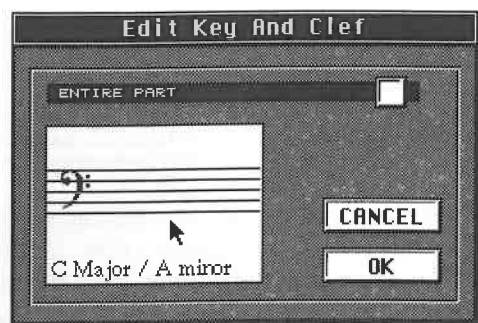 Edit Key And Clef
ENTIRE PART
CANCEL
C Major / A minor
OK